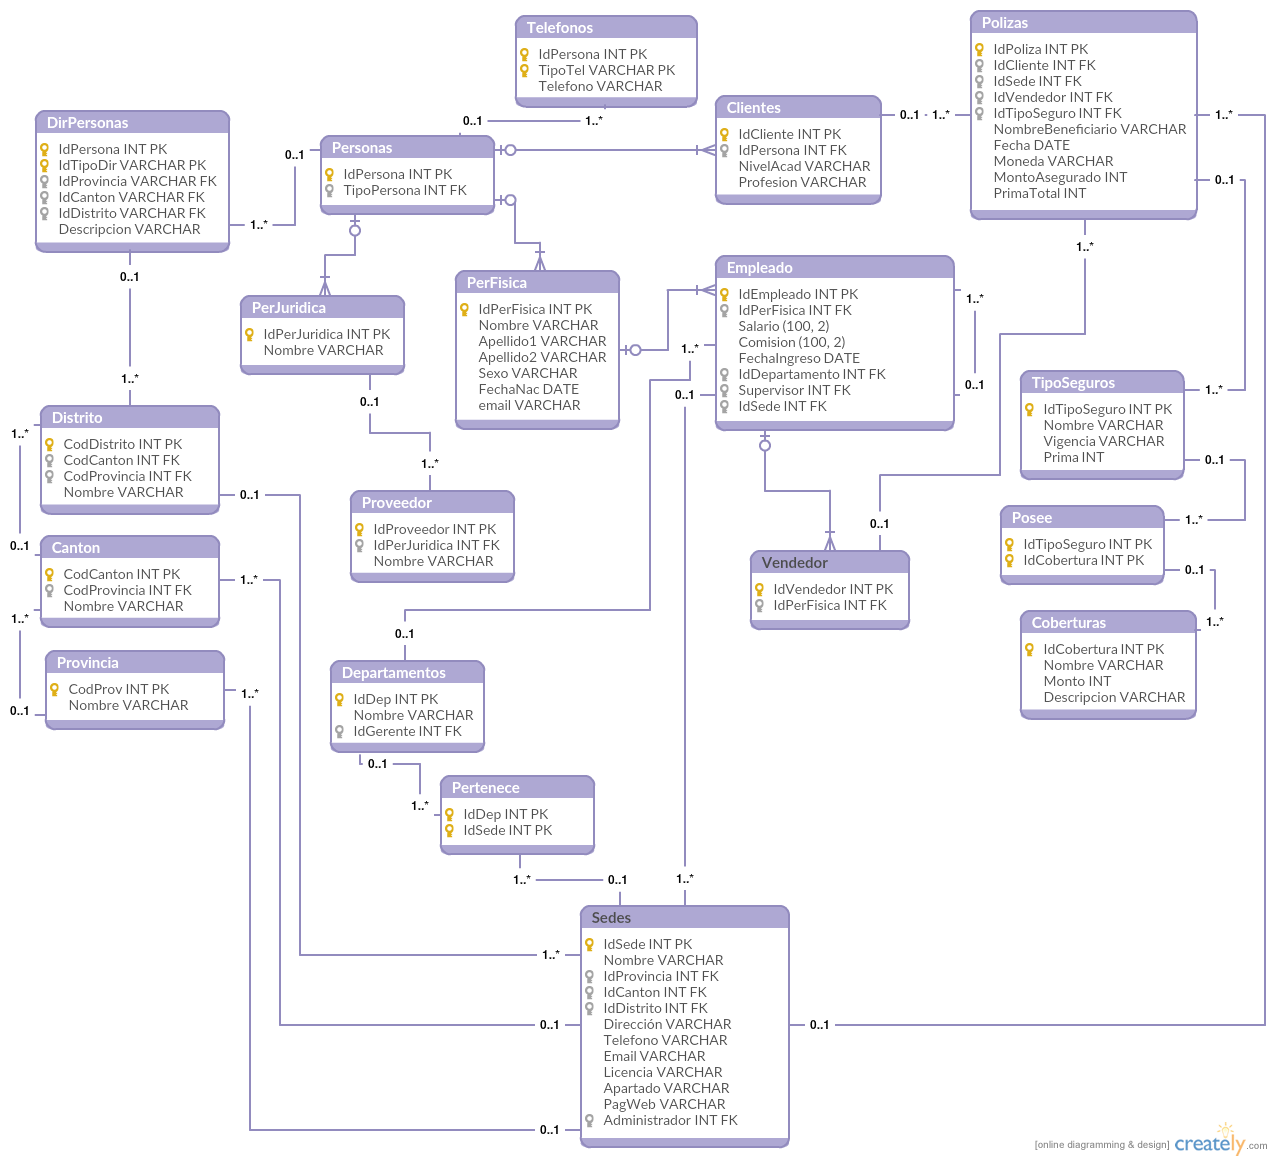 Telefonos
IdPersona INT PK
TipoTel VARCHAR PK
Telefono VARCHAR
Polizas
IdPoliza INT PK
IdCliente INT FK
IdSede INT FK
IdVendedor INT FK
IdTipoSeguro INT FK
NombreBeneficiario VARCHAR
Fecha DATE
Moneda VARCHAR
MontoAsegurado INT
PrimaTotal INT
Clientes
IdCliente INT PK
IdPersona INT FK
NivelAcad VARCHAR
Profesion VARCHAR
DirPersonas
IdPersona INT PK
IdTipoDir VARCHAR PK
IdProvincia VARCHAR FK
IdCanton VARCHAR FK
IdDistrito VARCHAR FK
Descripcion VARCHAR
Personas
IdPersona INT PK
TipoPersona INT FK
0..1
1..*
0..1
1..*
0..1
1..*
1..*
0..1
1..*
PerJuridica
IdPerJuridica INT PK
Nombre VARCHAR
PerFisica
IdPerFisica INT PK
Nombre VARCHAR
Apellido1 VARCHAR
Apellido2 VARCHAR
Sexo VARCHAR
FechaNac DATE
email VARCHAR
Empleado
IdEmpleado INT PK
IdPerFisica INT FK
Salario (100, 2)
Comision (100, 2)
FechaIngreso DATE
IdDepartamento INT FK
Supervisor INT FK
IdSede INT FK
0..1
1..*
1..*
0..1
1..*
0..1
TipoSeguros
IdTipoSeguro INT PK
Nombre VARCHAR
Vigencia VARCHAR
Prima INT
1..*
0..1
Distrito
CodDistrito INT PK
CodCanton INT FK
CodProvincia INT FK
Nombre VARCHAR
1..*
0..1
0..1
0..1
1..*
Proveedor
IdProveedor INT PK
IdPerJuridica INT FK
Nombre VARCHAR
0..1
Vendedor
IdVendedor INT PK
IdPerFisica INT FK
Posee
IdTipoSeguro INT PK
IdCobertura INT PK
1..*
0..1
1..*
Coberturas
IdCobertura INT PK
Nombre VARCHAR
Monto INT
Descripcion VARCHAR
Canton
CodCanton INT PK
CodProvincia INT FK
Nombre VARCHAR
1..*
1..*
0..1
Provincia
CodProv INT PK
Nombre VARCHAR
1..*
0..1
Departamentos
IdDep INT PK
Nombre VARCHAR
IdGerente INT FK
0..1
1..*
Pertenece
IdDep INT PK
IdSede INT PK
1..*
0..1
1..*
Sedes
IdSede INT PK
Nombre VARCHAR
IdProvincia INT FK
IdCanton INT FK
IdDistrito INT FK
Dirección VARCHAR
Telefono VARCHAR
Email VARCHAR
Licencia VARCHAR
Apartado VARCHAR
PagWeb VARCHAR
Administrador INT FK
1..*
0..1
0..1
0..1
[online diagramming & design] creately.com